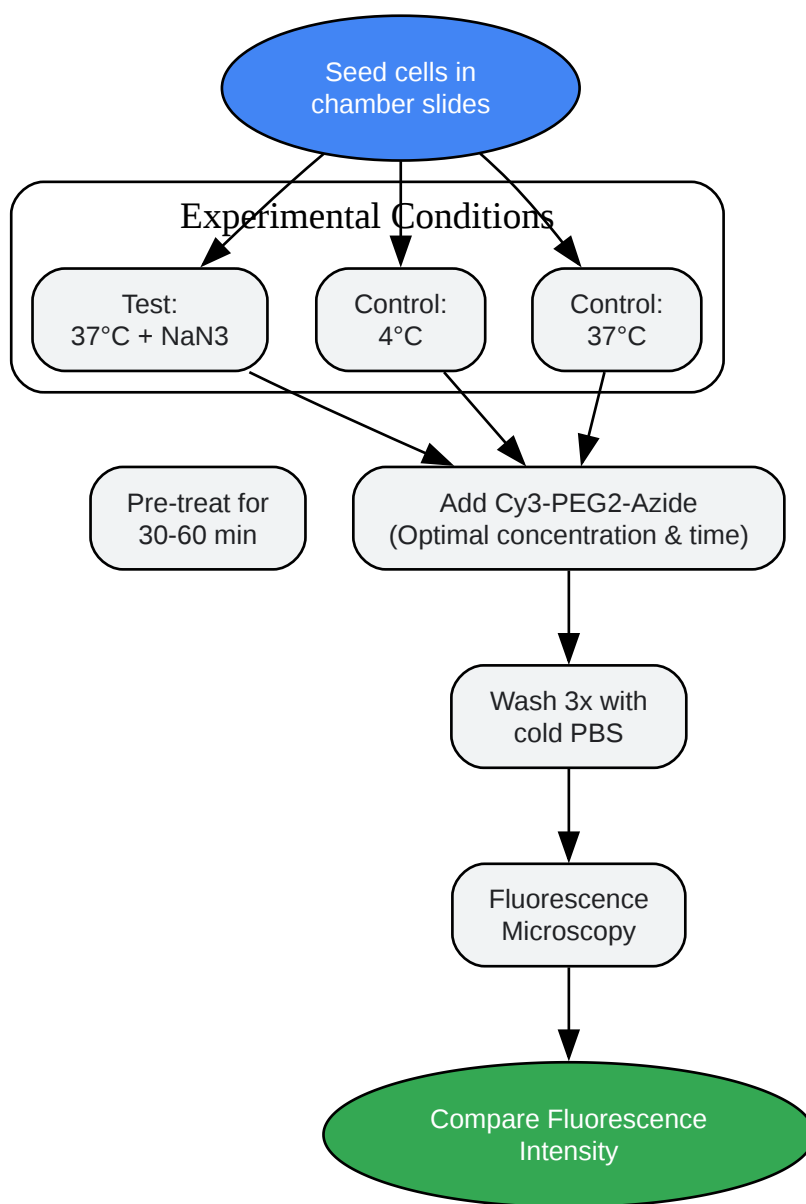 Seed cells in
chamber slides
Experimental Conditions
Test:
37°C + NaN3
Control:
4°C
Control:
37°C
Pre-treat for
30-60 min
Add Cy3-PEG2-Azide
(Optimal concentration & time)
Wash 3x with
cold PBS
Fluorescence
Microscopy
Compare Fluorescence
Intensity